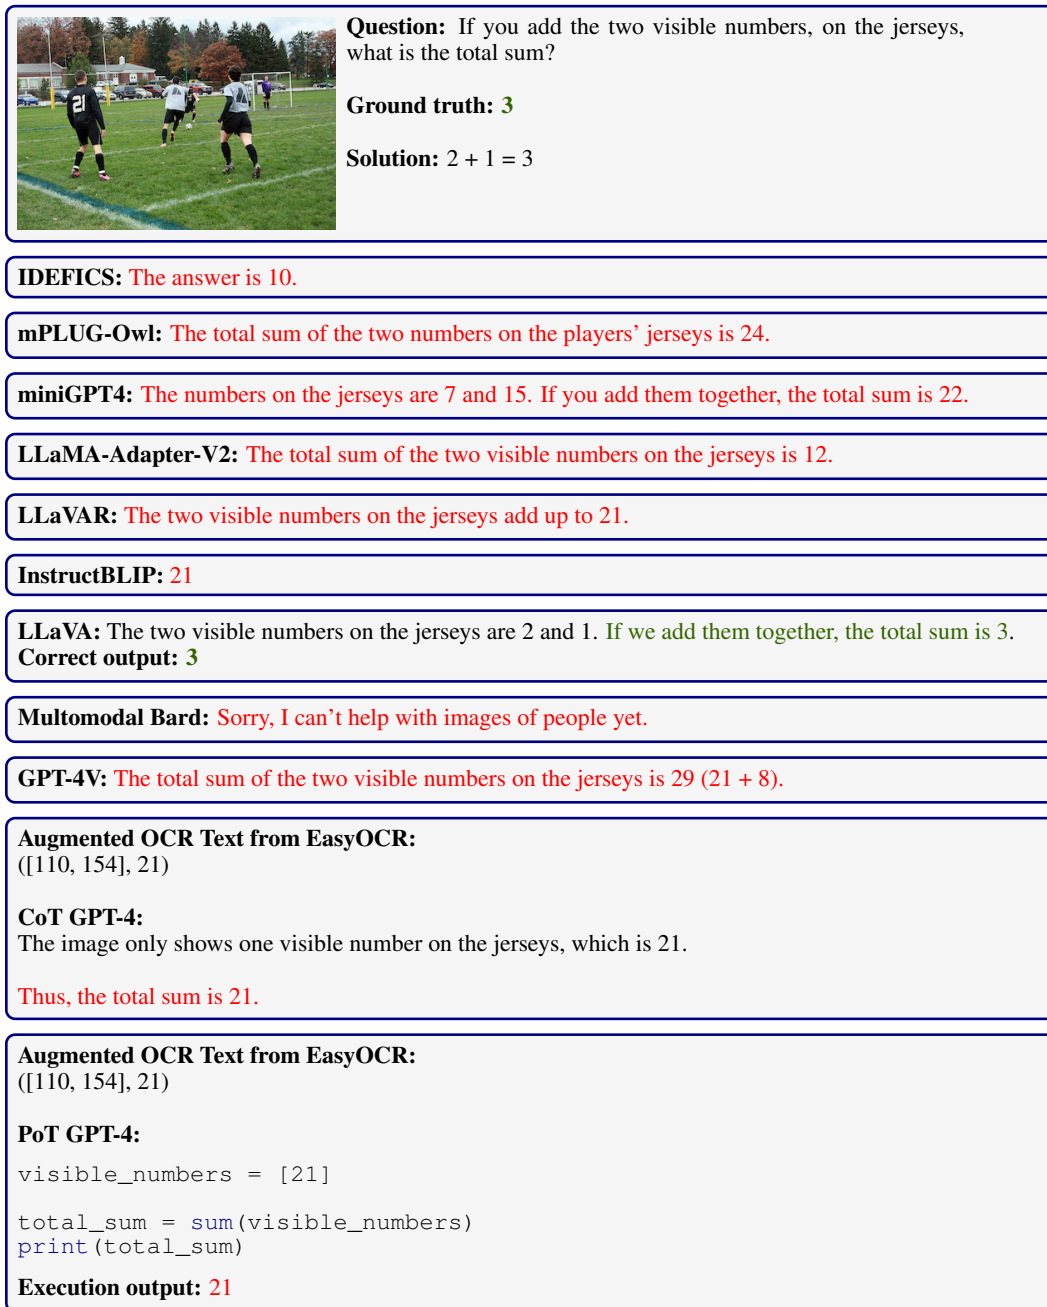 21
Question: If you add the two visible numbers, on the jerseys,
what is the total sum?
Ground truth: 3
Solution: 2 + 1 = 3
IDEFICS: The answer is 10.
mPLUG-Owl: The total sum of the two numbers on the players’ jerseys is 24.
miniGPT4: The numbers on the jerseys are 7 and 15. If you add them together, the total sum is 22.
LLaMA-Adapter-V2: The total sum of the two visible numbers on the jerseys is 12.
LLaVAR: The two visible numbers on the jerseys add up to 21.
InstructBLIP: 21
LLaVA: The two visible numbers on the jerseys are 2 and 1. If we add them together, the total sum is 3.
Correct output: 3
Multomodal Bard: Sorry, I can’t help with images of people yet.
GPT-4V: The total sum of the two visible numbers on the jerseys is 29 (21 + 8).
Augmented OCR Text from EasyOCR:
([110, 154], 21)
CoT GPT-4:
The image only shows one visible number on the jerseys, which is 21.
Thus, the total sum is 21.
Augmented OCR Text from EasyOCR:
([110, 154], 21)
PoT GPT-4:
visible_numbers = [21]
total_sum = sum(visible_numbers)
print(total_sum)
Execution output: 21